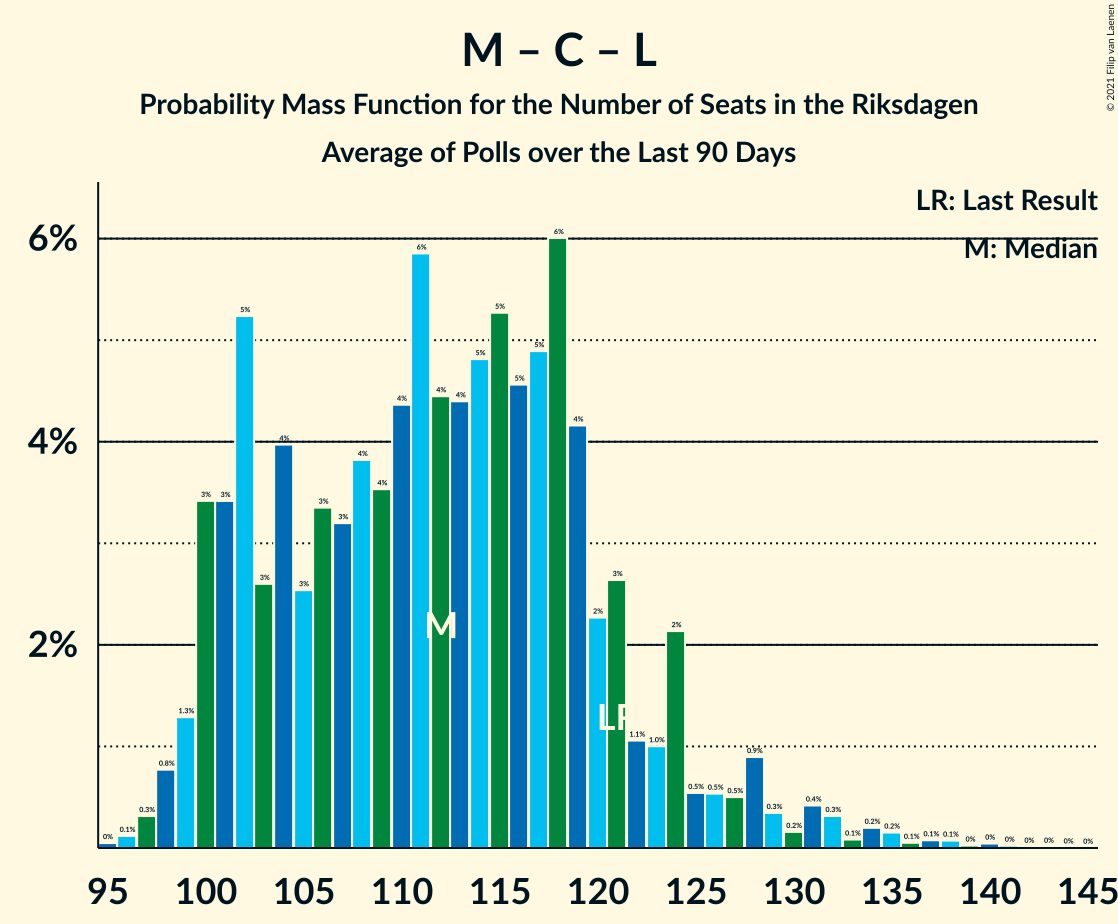 M – C – L
Probability Mass Function for the Number of Seats in the Riksdagen
Average of Polls over the Last 90 Days
© 2021 Filip van Laenen
LR: Last Result
M: Median
6%
4%
2%
0% 0.1% 0.3% 0.8% 1.3% 3% 3% 5% 3% 4% 3% 3% 3% 4% 4% 4% 6% 4% 4% 5% 5% 5% 5% 6% 4% 2% 3% 1.1% 1.0% 2% 0.5% 0.5% 0.5% 0.9% 0.3% 0.2% 0.4% 0.3% 0.1% 0.2% 0.2% 0.1% 0.1% 0.1% 0% 0% 0% 0% 0% 0% 0%
M
LR
95 100 105 110 115 120 125 130 135 140 145